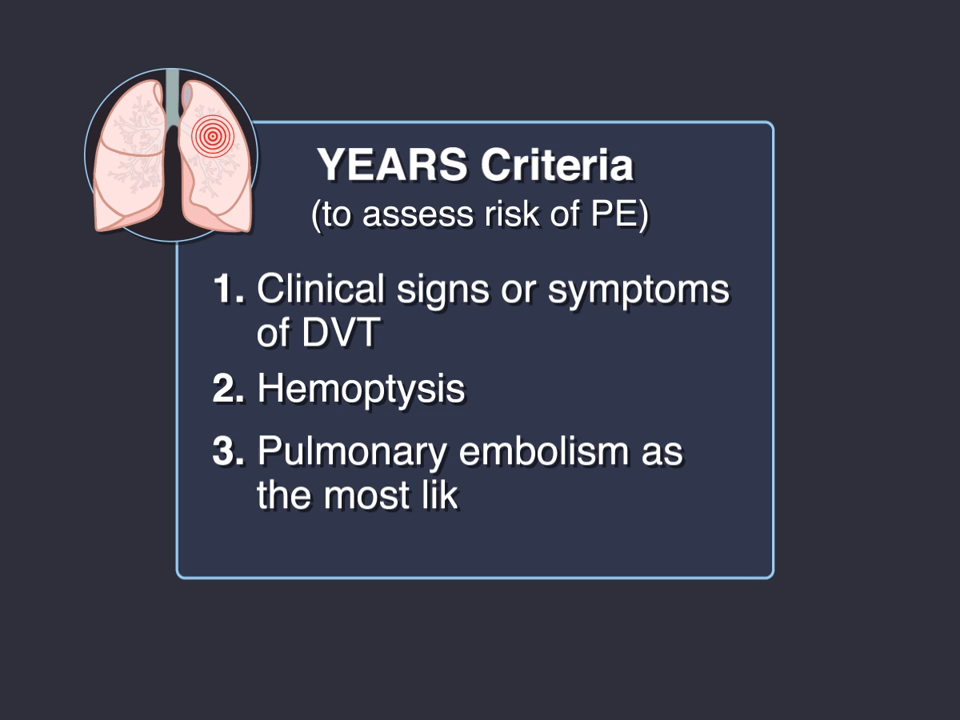 YEARS Criteria
(to assess risk of PE)
1. Clinical signs or symptoms
of DVT
2. Hemoptysis
3. Pulmonary embolism as
the most lik